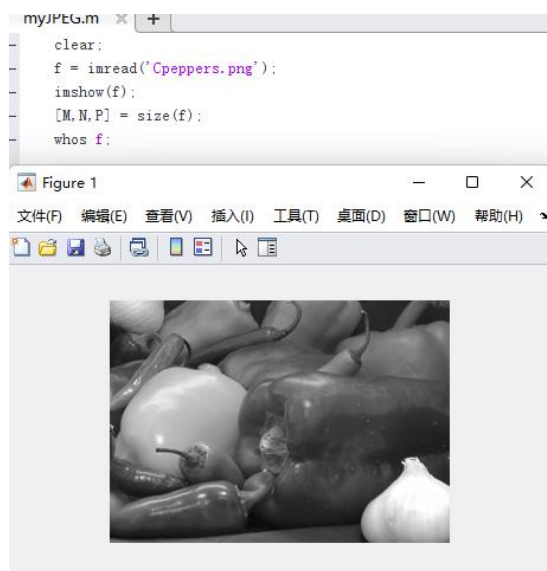 myJPEG.m × +
clear;
f = imread('Cpeppers.png');
imshow(f);
[M,N,P] = size(f);
whos f;
Figure 1
文件(F) 编辑(E) 查看(V) 插入(I) 工具(T) 桌面(D) 窗口(W) 帮助(H)